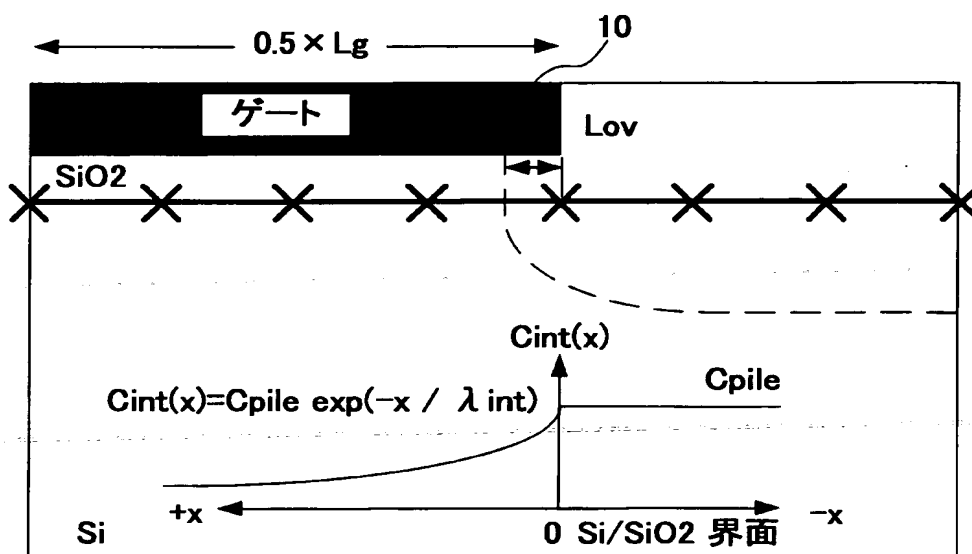 0.5×Lg
10
ゲート
Lov
SiO2
Cint(x)
Cpile
Cint(x)=Cpile exp(−x / λ int)
+x
−x
Si
0 Si/SiO2 界面